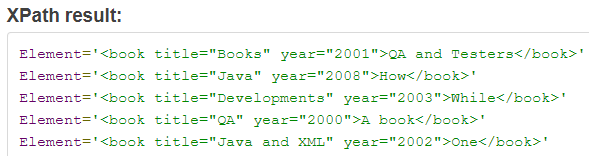 XPath result:
Element='<book title="Books" year="2001">QA and Testers</book>'
Element='<book title="Java" year="2008">How</book>'
Element='<book title="Developments" year="2003">While</book>'
Element='<book title="QA" year="2000">A book</book>'
Element='<book title="Java and XML" year="2002">One</book>'